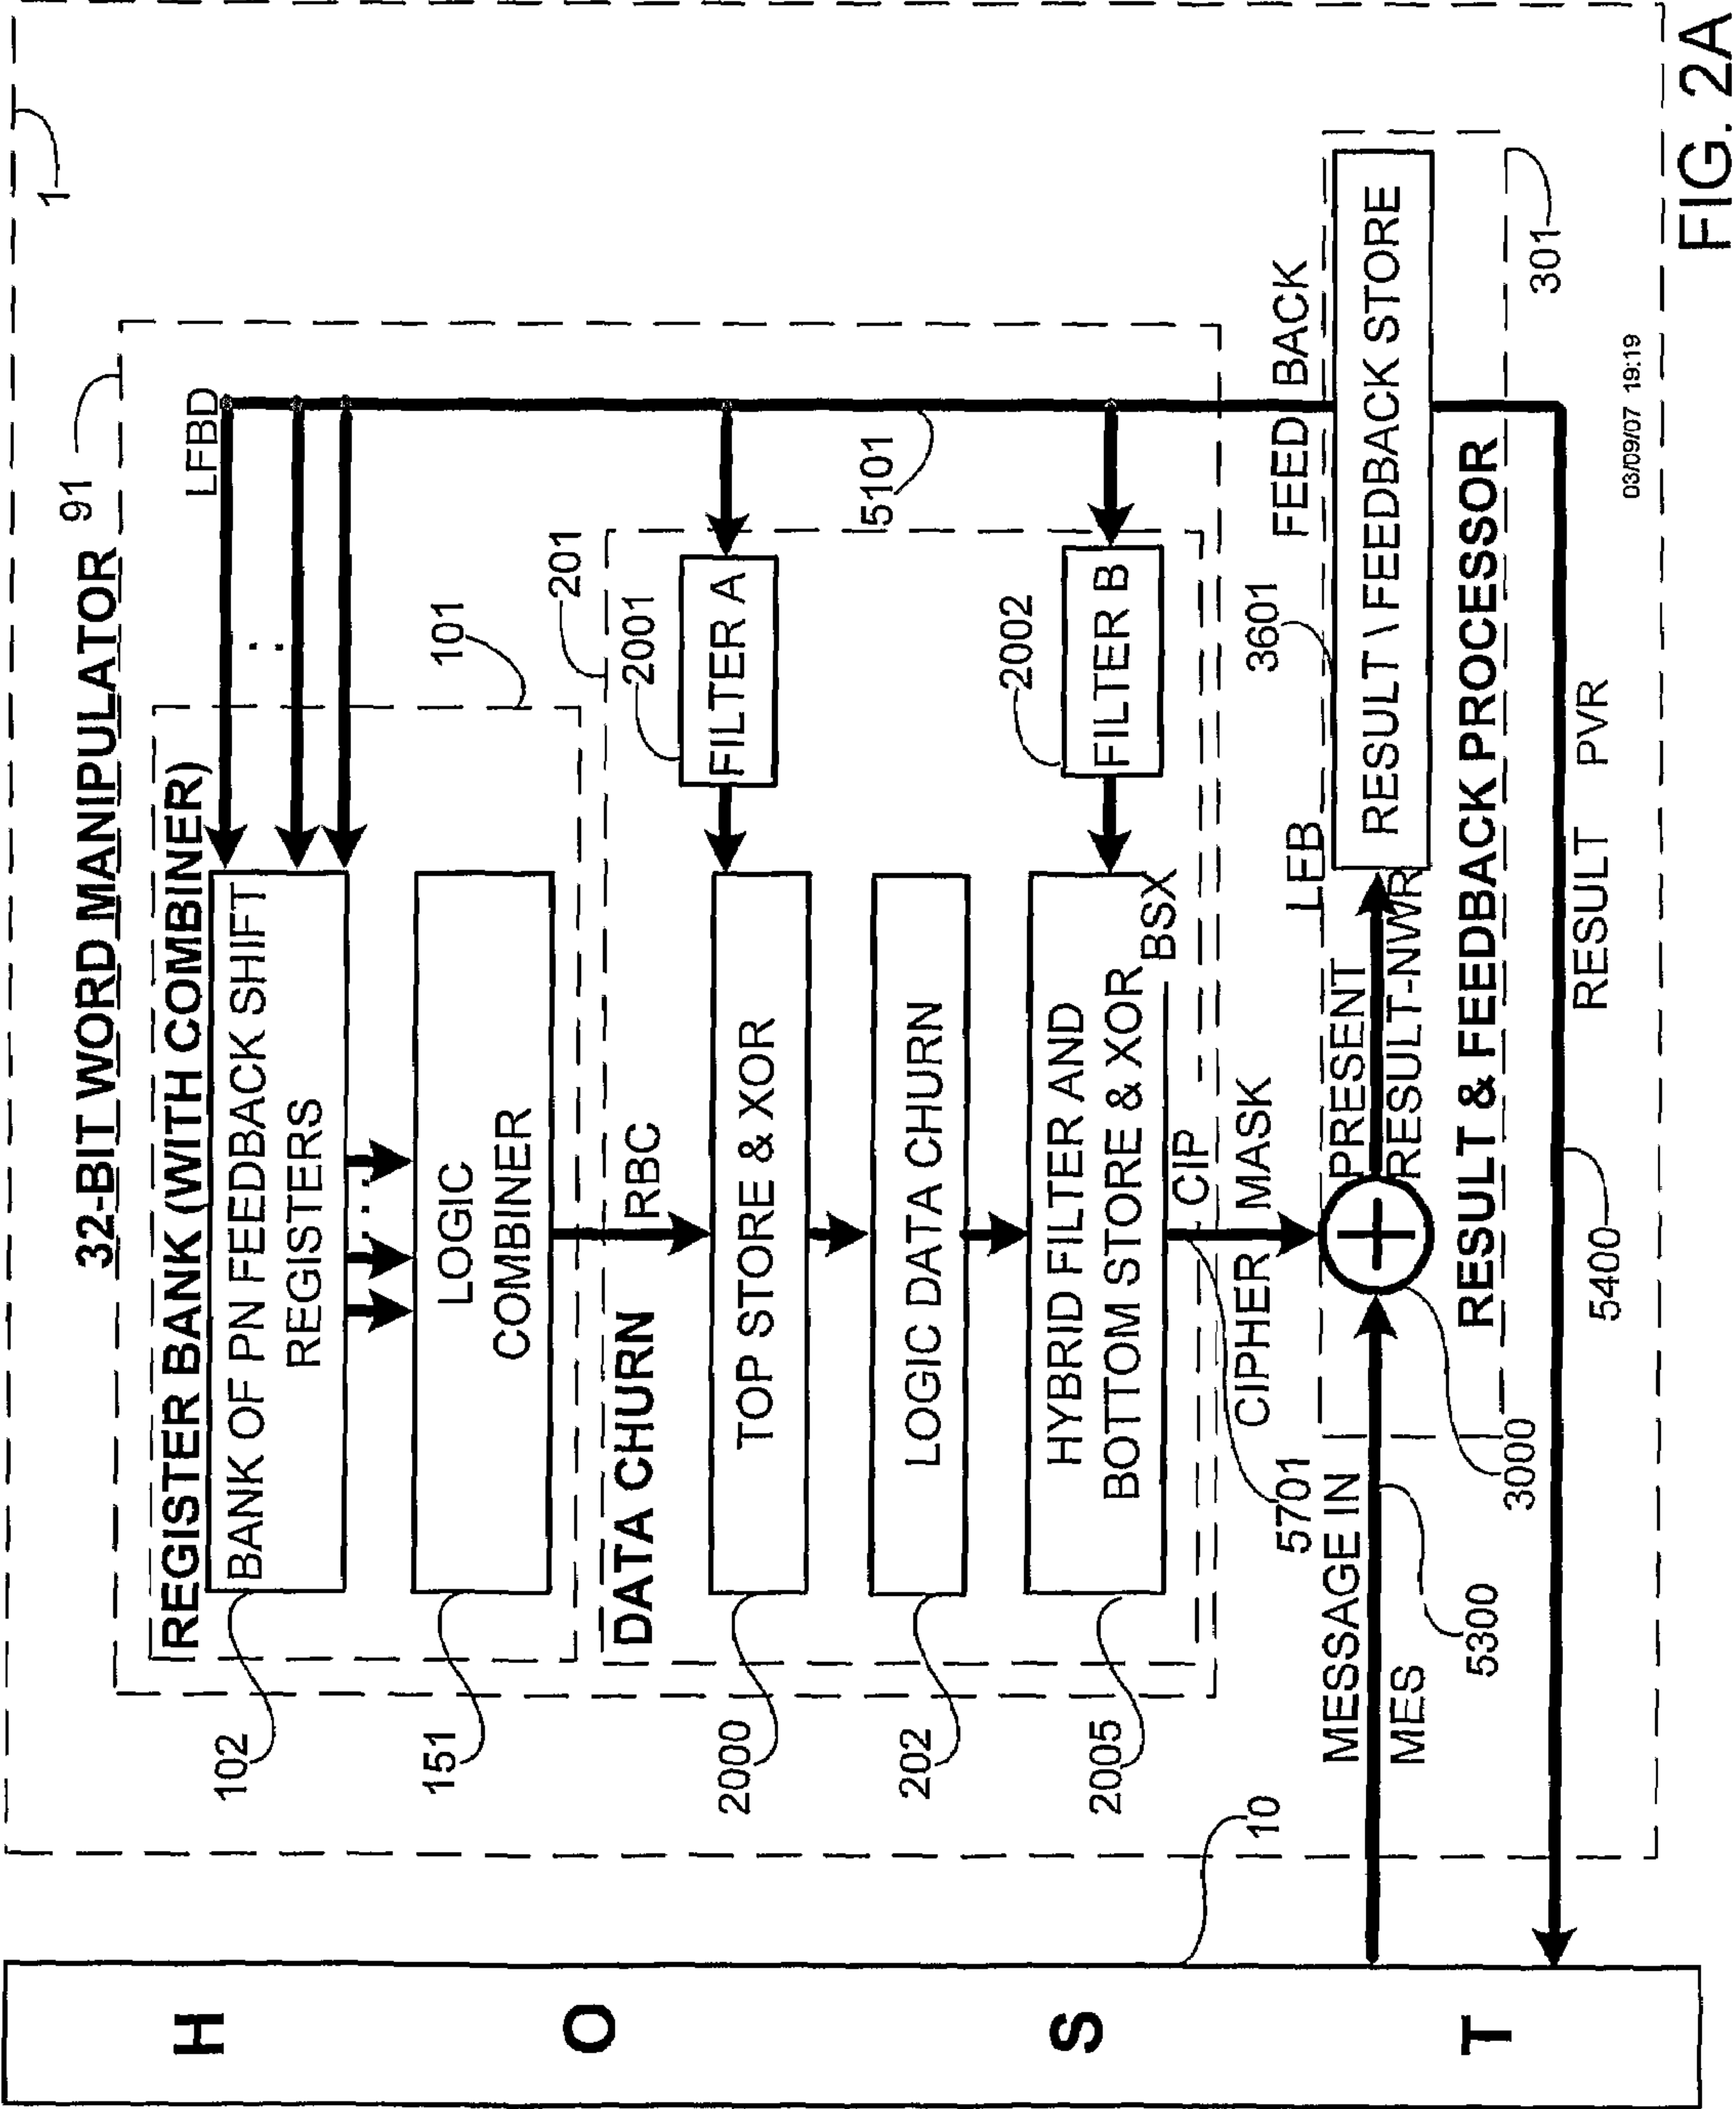 1
32-BIT WORD MANIPULATOR
91
REGISTER BANK (WITH COMBINER)
LFBD
102
BANK OF PN FEEDBACK SHIFT
REGISTERS
. .
...
101
151
LOGIC
COMBINER
RBC
DATA CHURN
201
2001
FILTER A
2000
TOP STORE & XOR
5101
202
LOGIC DATA CHURN
2002
FILTER B
2005
HYBRID FILTER AND
BOTTOM STORE & XOR
BSX
CIP
CIPHER MASK
5701
10
LFB
3601
FEED BACK
MESSAGE IN
MES
5300
3000
PRESENT
RESULT-NWR
RESULT \ FEEDBACK STORE
RESULT & FEEDBACK PROCESSOR
301
RESULT PVR
5400
HOST
03/09/07 19:19
FIG. 2A